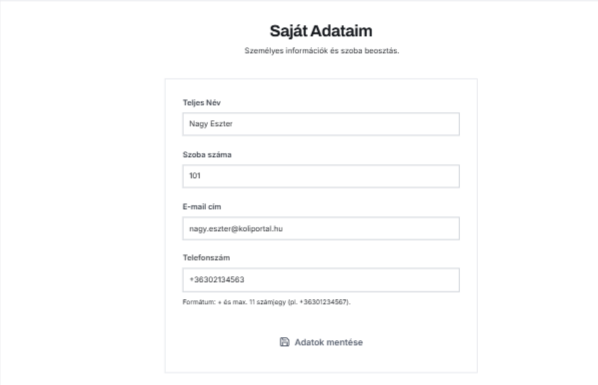 Saját Adataim
Személyes információk és szoba beosztás.
Teljes Név
Nagy Eszter
Szoba száma
101
E-mail cím
nagy.eszter@koliportal.hu
Telefonszám
+36302134563
Formátum: + és max. 11 számjegy (pl. +36301234567).
Adatok mentése